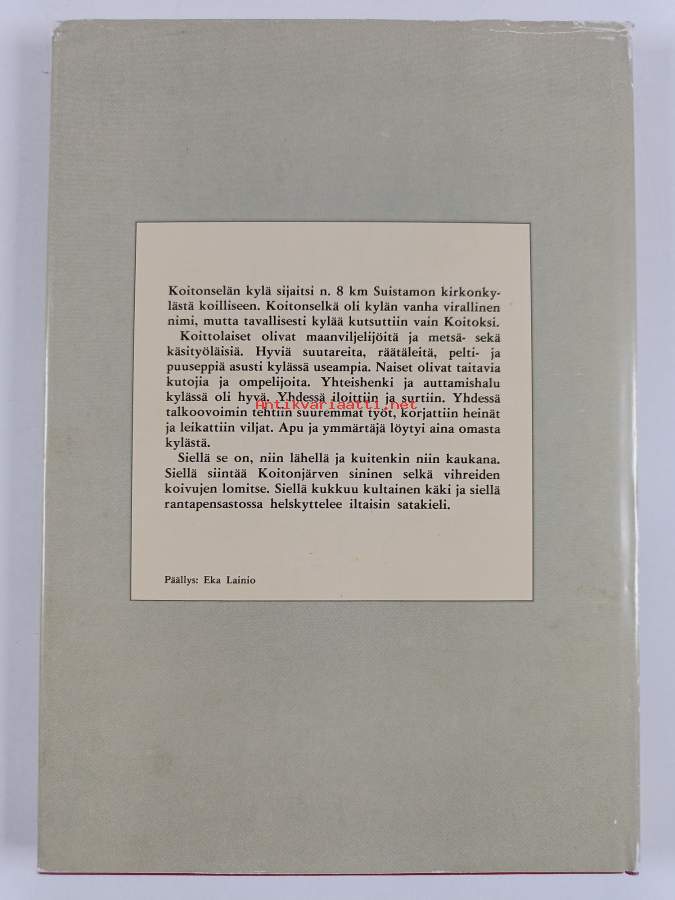 Koitonselän kylä sijaitsi n. 8 km Suistamon kirkonky-
lästä koilliseen. Koitonselkä oli kylän vanha virallinen
nimi, mutta tavallisesti kylää kutsuttiin vain Koitoksi.
Koittolaiset olivat maanviljelijöitä ja metsä- sekä
käsityöläisiä. Hyviä suutareita, räätäleitä, pelti- ja
puuseppiä asusti kylässä useampia. Naiset olivat taitavia
kutojia ja ompelijoita. Yhteishenki ja auttamishalu
kylässä oli hyvä. Yhdessä iloittiin ja surtiin. Yhdessä
Antikvariaatti.net
talkoovoimin tehtiin suuremmat työt, korjattiin heinät
ja leikattiin viljat. Apu ja ymmärtäjä löytyi aina omasta
kylästä.
Siellä se on, niin lähellä ja kuitenkin niin kaukana.
Siellä siintää Koitonjärven sininen selkä vihreiden
koivujen lomitse. Siellä kukkuu kultainen käki ja siellä
rantapensastossa helskyttelee iltaisin satakieli.
Päällys: Eka Lainio